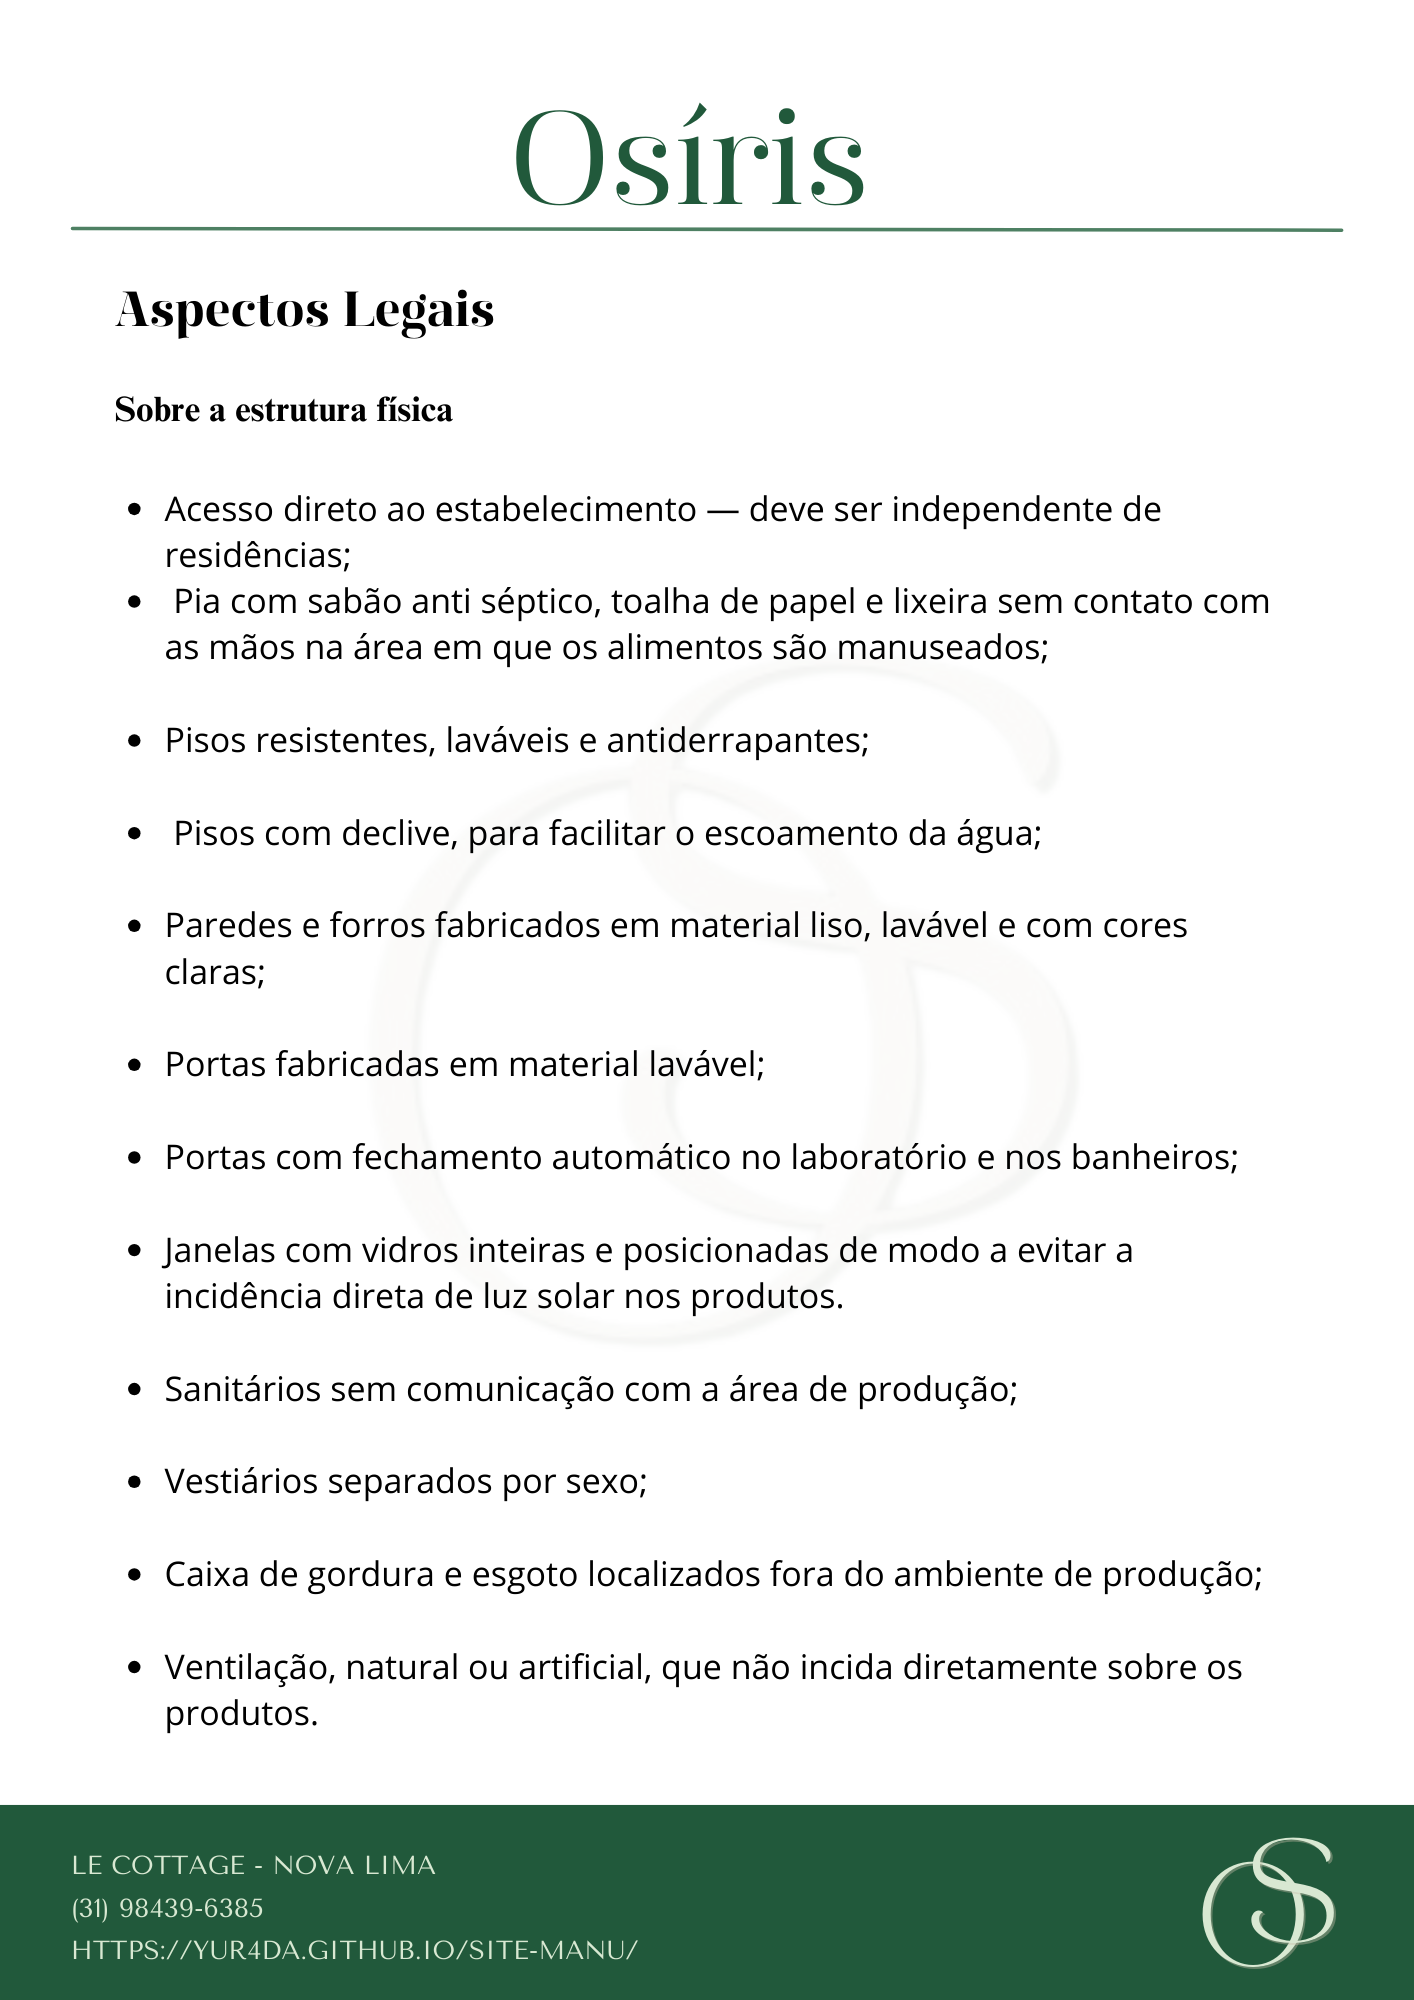 Osíris
Aspectos Legais
Sobre a estrutura física
• Acesso direto ao estabelecimento — deve ser independente de
residências;
• Pia com sabão anti séptico, toalha de papel e lixeira sem contato com
as mãos na área em que os alimentos são manuseados;
• Pisos resistentes, laváveis e antiderrapantes;
• Pisos com declive, para facilitar o escoamento da água;
• Paredes e forros fabricados em material liso, lavável e com cores
claras;
• Portas fabricadas em material lavável;
• Portas com fechamento automático no laboratório e nos banheiros;
• Janelas com vidros inteiras e posicionadas de modo a evitar a
incidência direta de luz solar nos produtos.
• Sanitários sem comunicação com a área de produção;
• Vestiários separados por sexo;
• Caixa de gordura e esgoto localizados fora do ambiente de produção;
• Ventilação, natural ou artificial, que não incida diretamente sobre os
produtos.
LE COTTAGE - NOVA LIMA
(31) 98439-6385
HTTPS://YUR4DA.GITHUB.IO/SITE-MANU/
OS